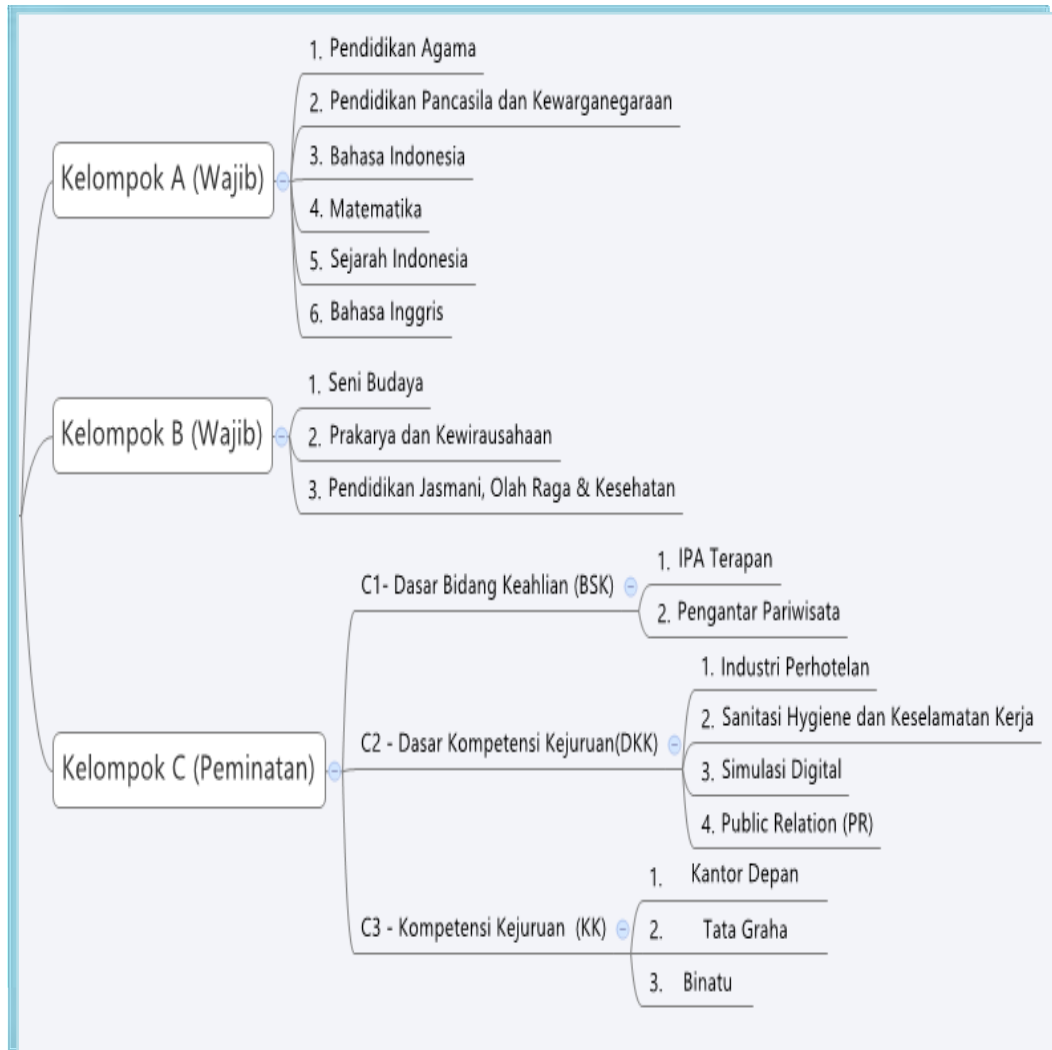 Kelompok A (Wajib)
1. Pendidikan Agama
2. Pendidikan Pancasila dan Kewarganegaraan
3. Bahasa Indonesia
4. Matematika
5. Sejarah Indonesia
6. Bahasa Inggris
Kelompok B (Wajib)
1. Seni Budaya
2. Prakarya dan Kewirausahaan
3. Pendidikan Jasmani, Olah Raga & Kesehatan
Kelompok C (Peminatan)
C1- Dasar Bidang Keahlian (BSK)
1. IPA Terapan
2. Pengantar Pariwisata
C2 - Dasar Kompetensi Kejuruan(DKK)
1. Industri Perhotelan
2. Sanitasi Hygiene dan Keselamatan Kerja
3. Simulasi Digital
4. Public Relation (PR)
C3 - Kompetensi Kejuruan (KK)
1. Kantor Depan
2. Tata Graha
3. Binatu